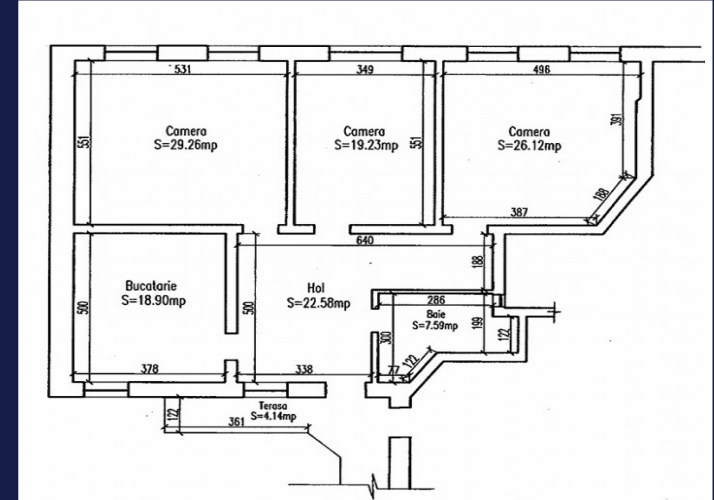 531
349
496
551
Camera
S=29.26mp
Camera
S=19.23mp
551
Camera
S=26.12mp
391
188
387
640
188
Bucatarie
S=18.90mp
500
500
Hol
S=22.58mp
286
Baie
S=7.59mp
199
122
300
122
378
338
77
122
Terasa
S=4.14mp
361